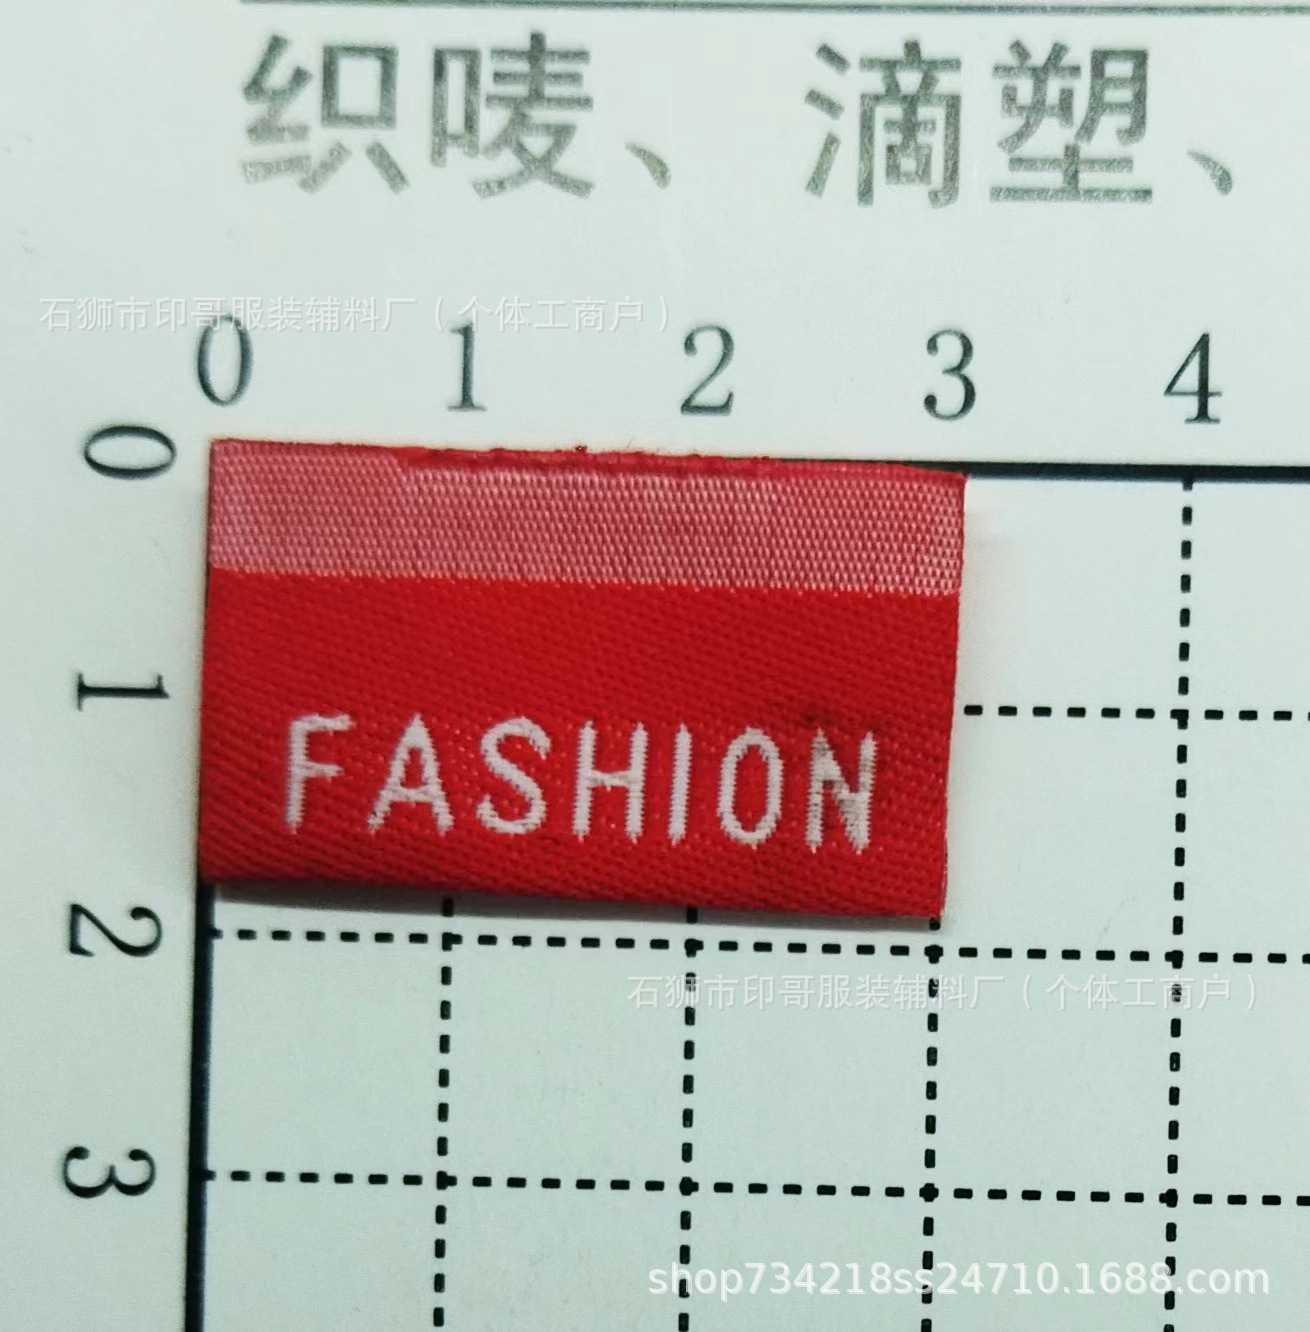 织唛、滴塑、
石狮市印哥服装辅料厂（个体工商户）
0 1 2 3 4
0
1
FASHION
2
石狮市印哥服装辅料厂（个体工商户）
3
shop734218ss24710.1688.com